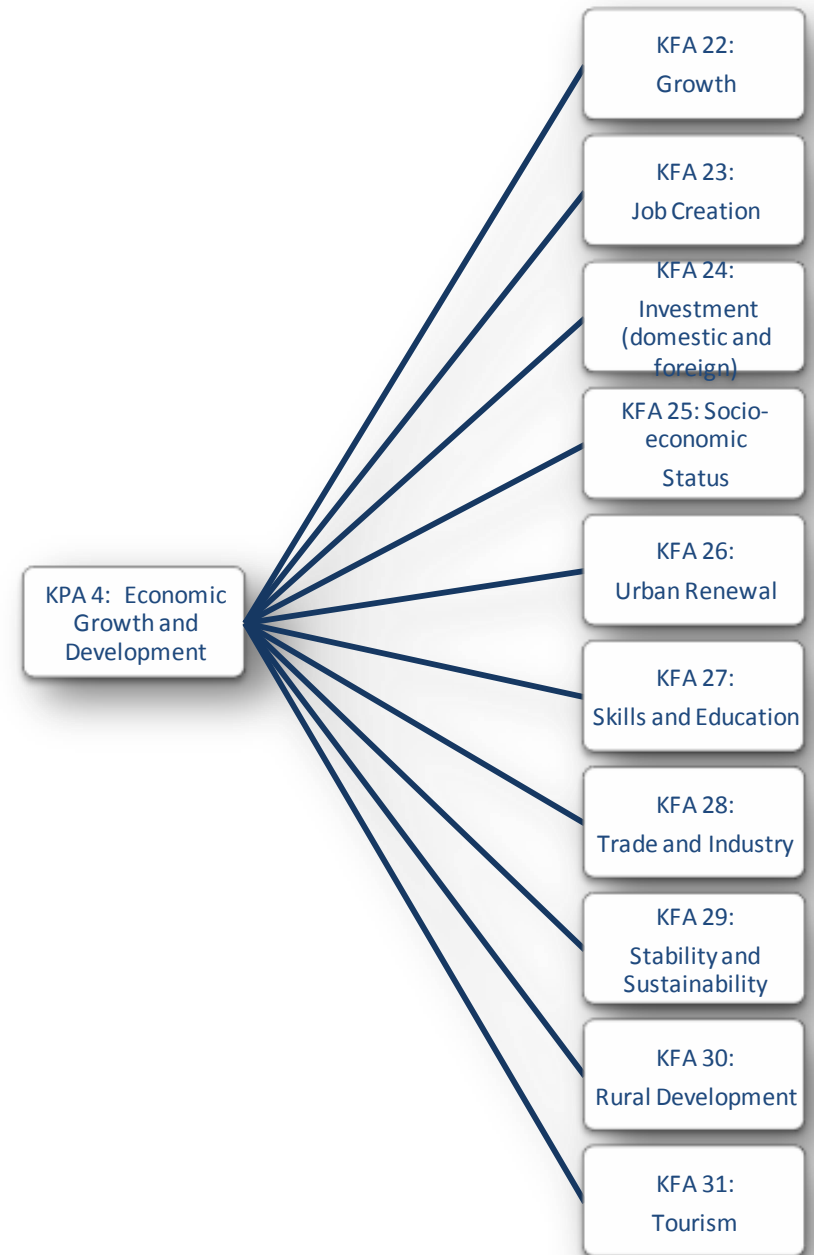 KFA 22:
Growth
KFA 23:
Job Creation
KFA 24:
Investment
(domestic and
foreign)
KFA 25: Socio-
economic
Status
KFA 26:
Urban Renewal
KPA 4: Economic
Growth and
Development
KFA 27:
Skills and Education
KFA 28:
Trade and Industry
KFA 29:
Stability and
Sustainability
KFA 30:
Rural Development
KFA 31:
Tourism